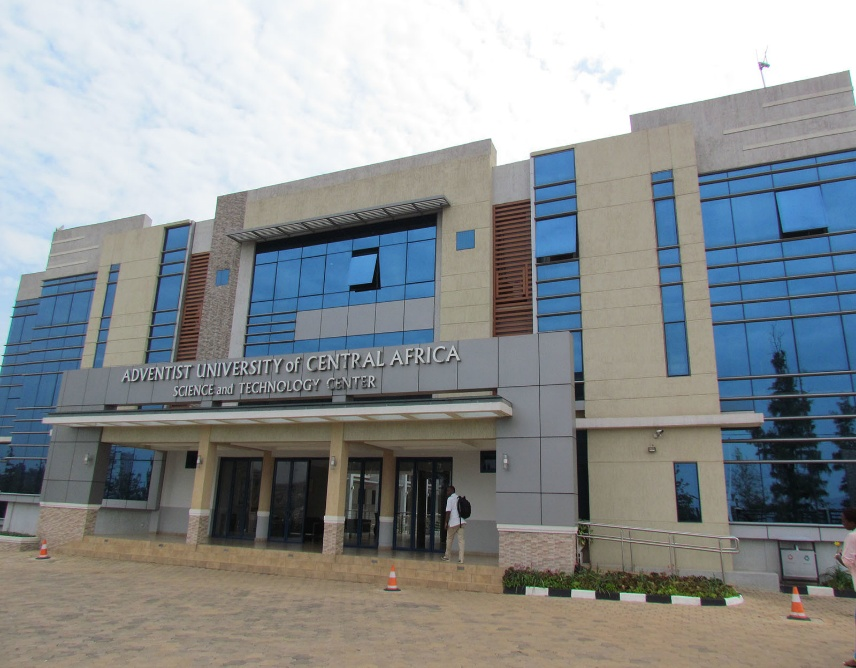 ADVENTIST UNIVERSITY of CENTRAL AFRICA
SCIENCE and TECHNOLOGY CENTER